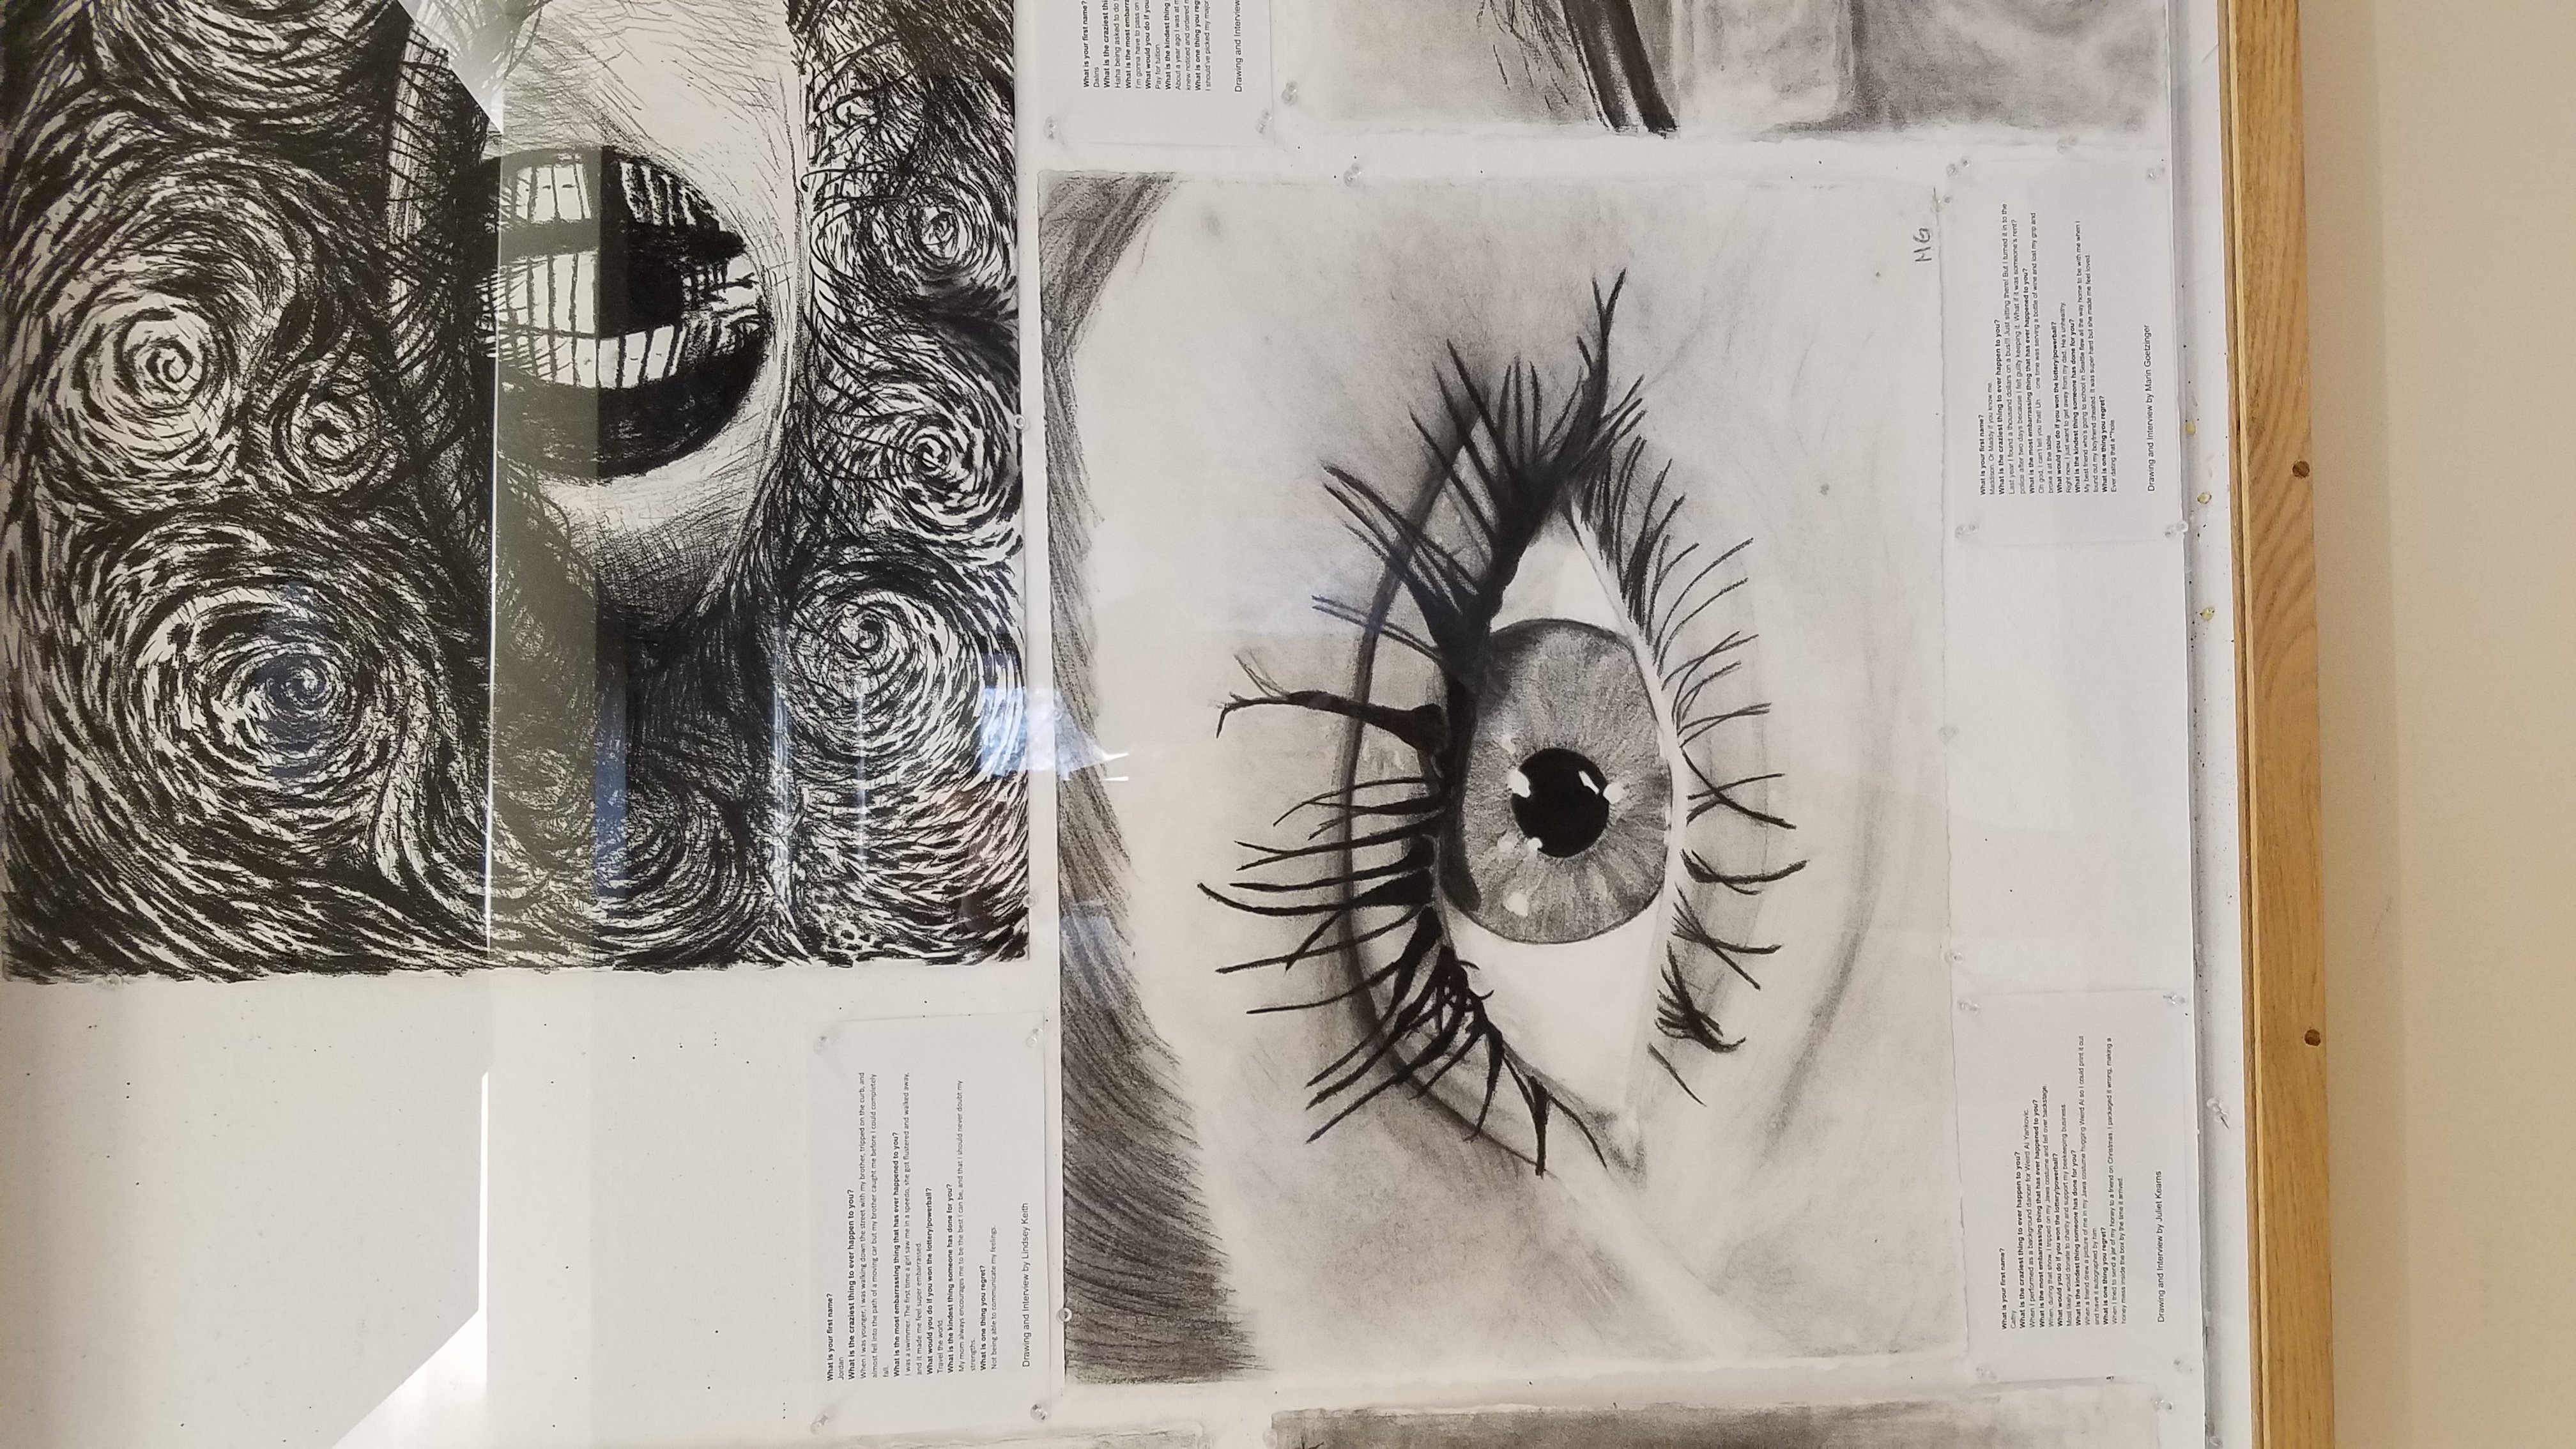 What is your first name?
Jordan
What is the craziest thing to ever happen to you?
When I was younger, I was walking down the street with my brother, tripped on the curb, and
almost fell into the path of a moving car but my brother caught me before I could completely
fall.
What is the most embarrassing thing that has ever happened to you?
I was a swimmer. The first time a girl saw me in a speedo, she got flustered and walked away,
and it made me feel super embarrassed.
What would you do if you won the lottery/powerball?
Travel the world.
What is the kindest thing someone has done for you?
My mom always encourages me to be the best I can be, and that I should never doubt my
strengths.
What is one thing you regret?
Not being able to communicate my feelings.
Drawing and Interview by Lindsey Keith
What is your first name?
Dalina
What is the craziest thi
Haha being asked to do
What is the most embarra
I'm gonna have to pass on
What would you do if you
Pay for tuition.
What is the kindest thing
About a year ago I was at m
knew noticed and ordered m
What is one thing you reg
I should've picked my major
Drawing and Interview
MG
What is your first name?
Cathy
What is the craziest thing to ever happen to you?
When I performed as a background dancer for Weird Al Yankovic.
What is the most embarrassing thing that has ever happened to you?
When, during that show, I tripped on my Jawa costume and fell over backstage.
What would you do if you won the lottery/powerball?
Most likely would donate to charity and support my beekeeping business.
What is the kindest thing someone has done for you?
When a friend drew a picture of me in my Jawa costume hugging Weird Al so I could print it out
and have it autographed by him.
What is one thing you regret?
When I tried to send a jar of my honey to a friend on Christmas, I packaged it wrong, making a
honey mess inside the box by the time it arrived.
Drawing and Interview by Juliet Kearns
What is your first name?
Maddison. Or Maddy if you know me.
What is the craziest thing to ever happen to you?
Last year I found a thousand dollars on a bus!!! Just sitting there! But I turned it in to the
police after two days because I felt guilty keeping it. What if it was someone's rent?
What is the most embarrassing thing that has ever happened to you?
Oh god, I can't tell you that! Uh... one time was serving a bottle of wine and lost my grip and
broke it at the table.
What would you do if you won the lottery/powerball?
Right now, I just want to get away from my dad. He's unhealthy.
What is the kindest thing someone has done for you?
My best friend who's going to school in Seattle flew all the way home to be with me when I
found out my boyfriend cheated. It was super hard but she made me feel loved.
What is one thing you regret?
Ever dating that a**hole.
Drawing and Interview by Marin Goetzinger